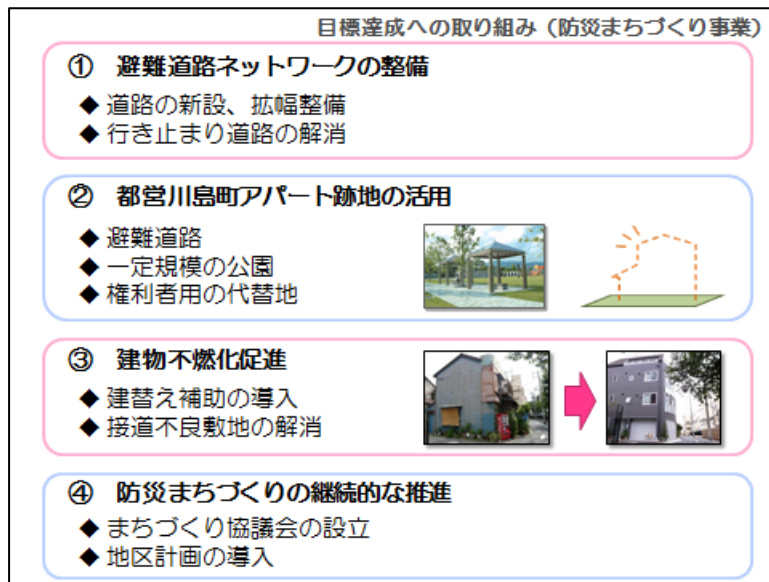 目標達成への取り組み（防災まちづくり事業）
① 避難道路ネットワークの整備
◆ 道路の新設、拡幅整備
◆ 行き止まり道路の解消
② 都営川島町アパート跡地の活用
◆ 避難道路
◆ 一定規模の公園
◆ 権利者用の代替地
③ 建物不燃化促進
◆ 建替え補助の導入
◆ 接道不良敷地の解消
④ 防災まちづくりの継続的な推進
◆ まちづくり協議会の設立
◆ 地区計画の導入